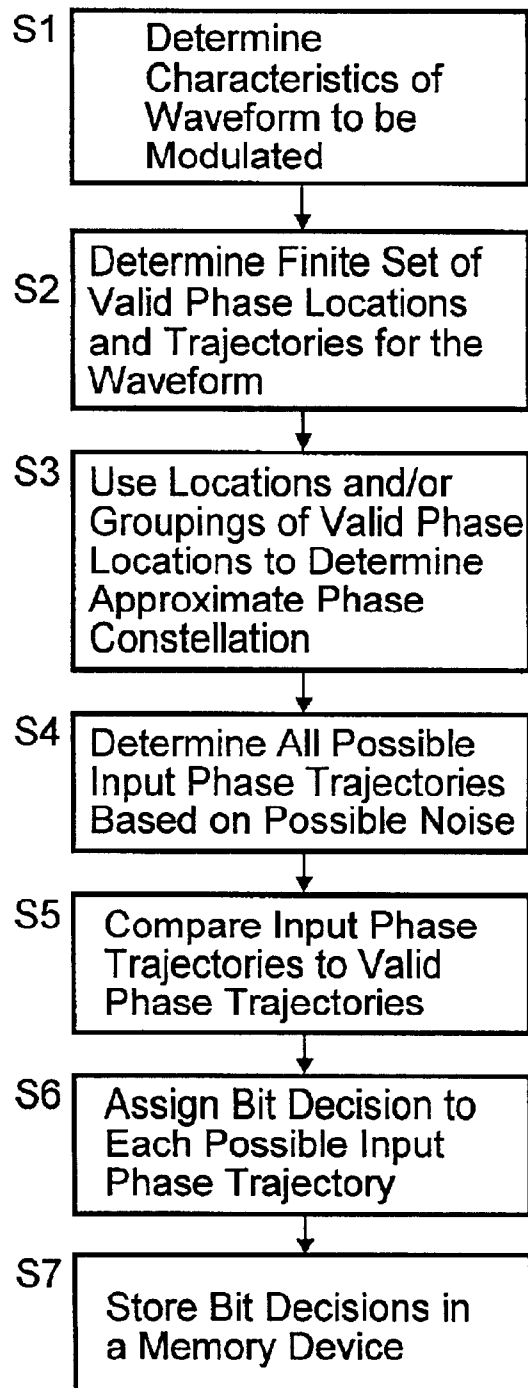 S1
Determine
Characteristics of
Waveform to be
Modulated
S2
Determine Finite Set of
Valid Phase Locations
and Trajectories for the
Waveform
S3
Use Locations and/or
Groupings of Valid Phase
Locations to Determine
Approximate Phase
Constellation
S4
Determine All Possible
Input Phase Trajectories
Based on Possible Noise
S5
Compare Input Phase
Trajectories to Valid
Phase Trajectories
S6
Assign Bit Decision to
Each Possible Input
Phase Trajectory
S7
Store Bit Decisions in
a Memory Device